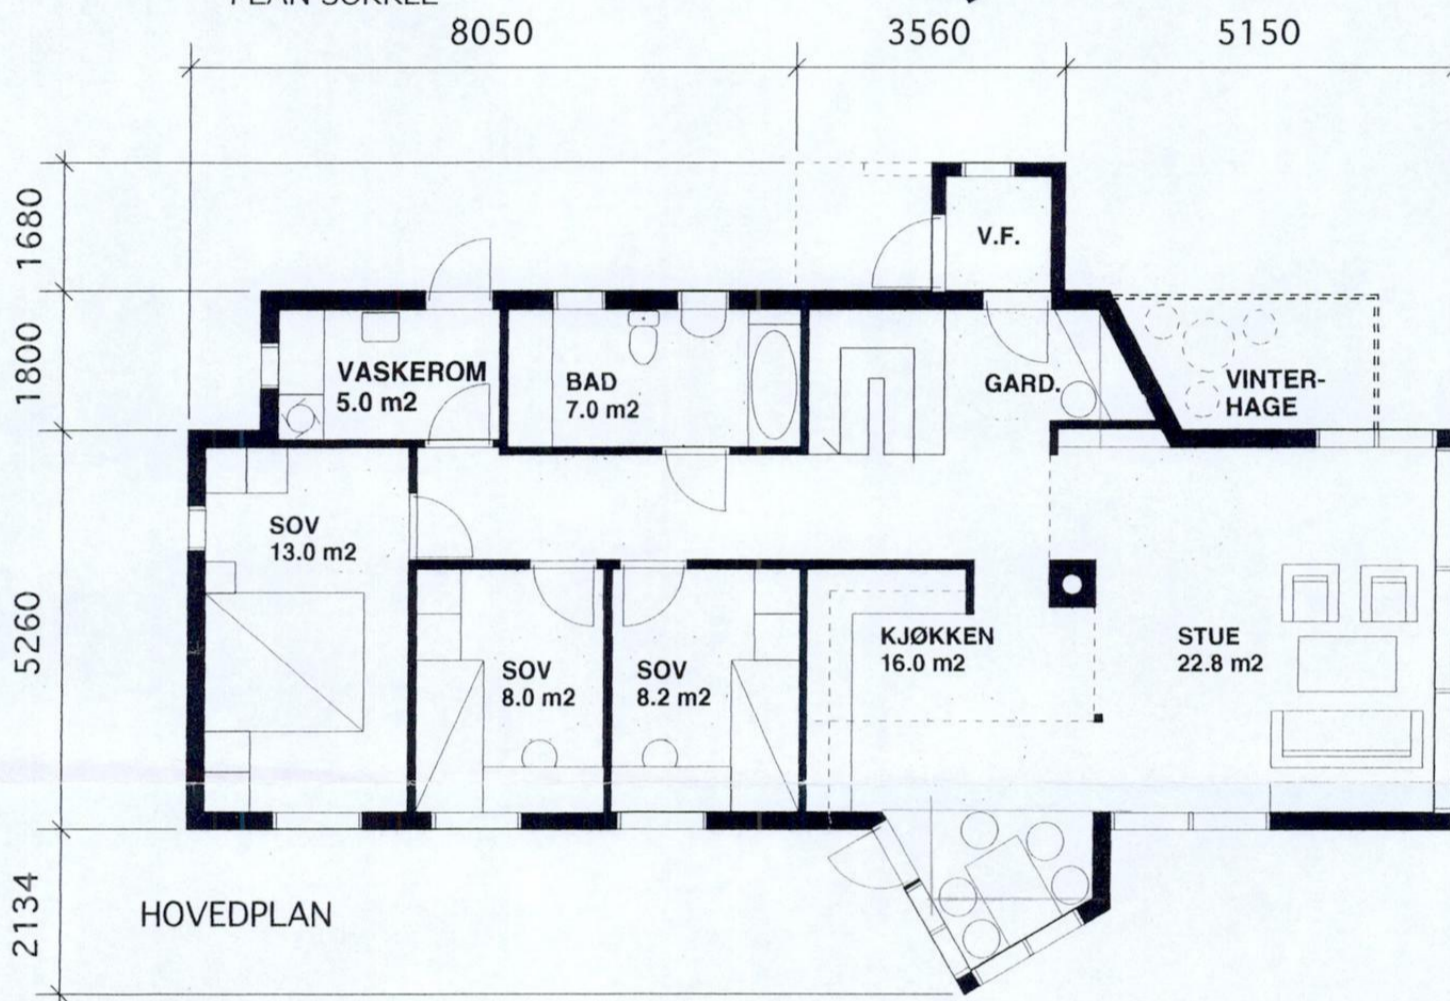 PLAN SOKKEL
8050
3560
5150
1680
1800
5260
2134
V.F.
VASKEROM
5.0 m2
BAD
7.0 m2
GARD.
VINTER-
HAGE
SOV
13.0 m2
SOV
8.0 m2
SOV
8.2 m2
KJØKKEN
16.0 m2
STUE
22.8 m2
HOVEDPLAN